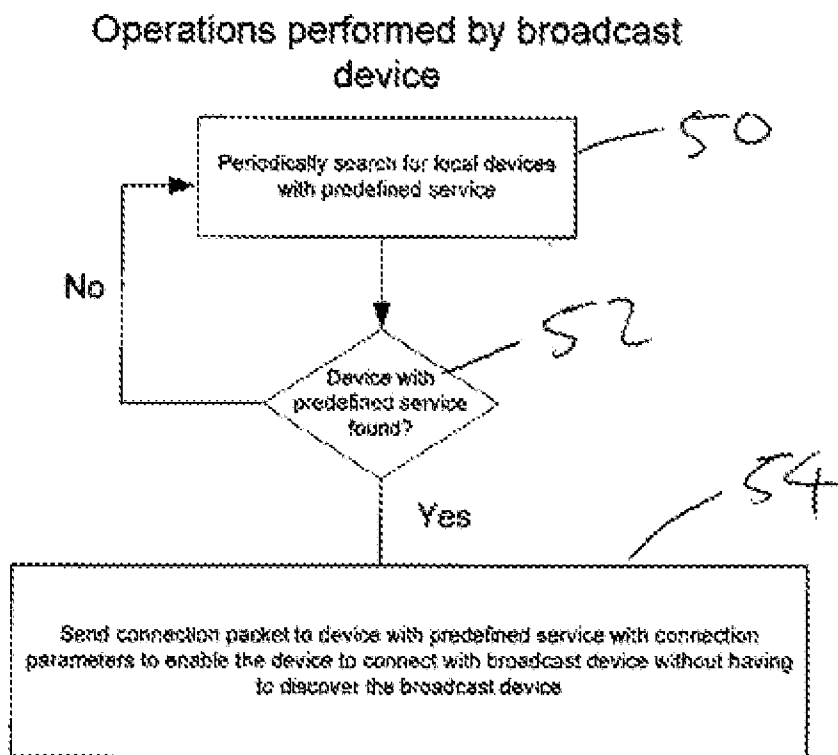 Operations performed by broadcast
device
50
Periodically search for local devices
with predefined service
No
52
Device with
predefined service
found?
54
Yes
Send connection packet to device with predefined service with connection
parameters to enable the device to connect with broadcast device without having
to discover the broadcast device